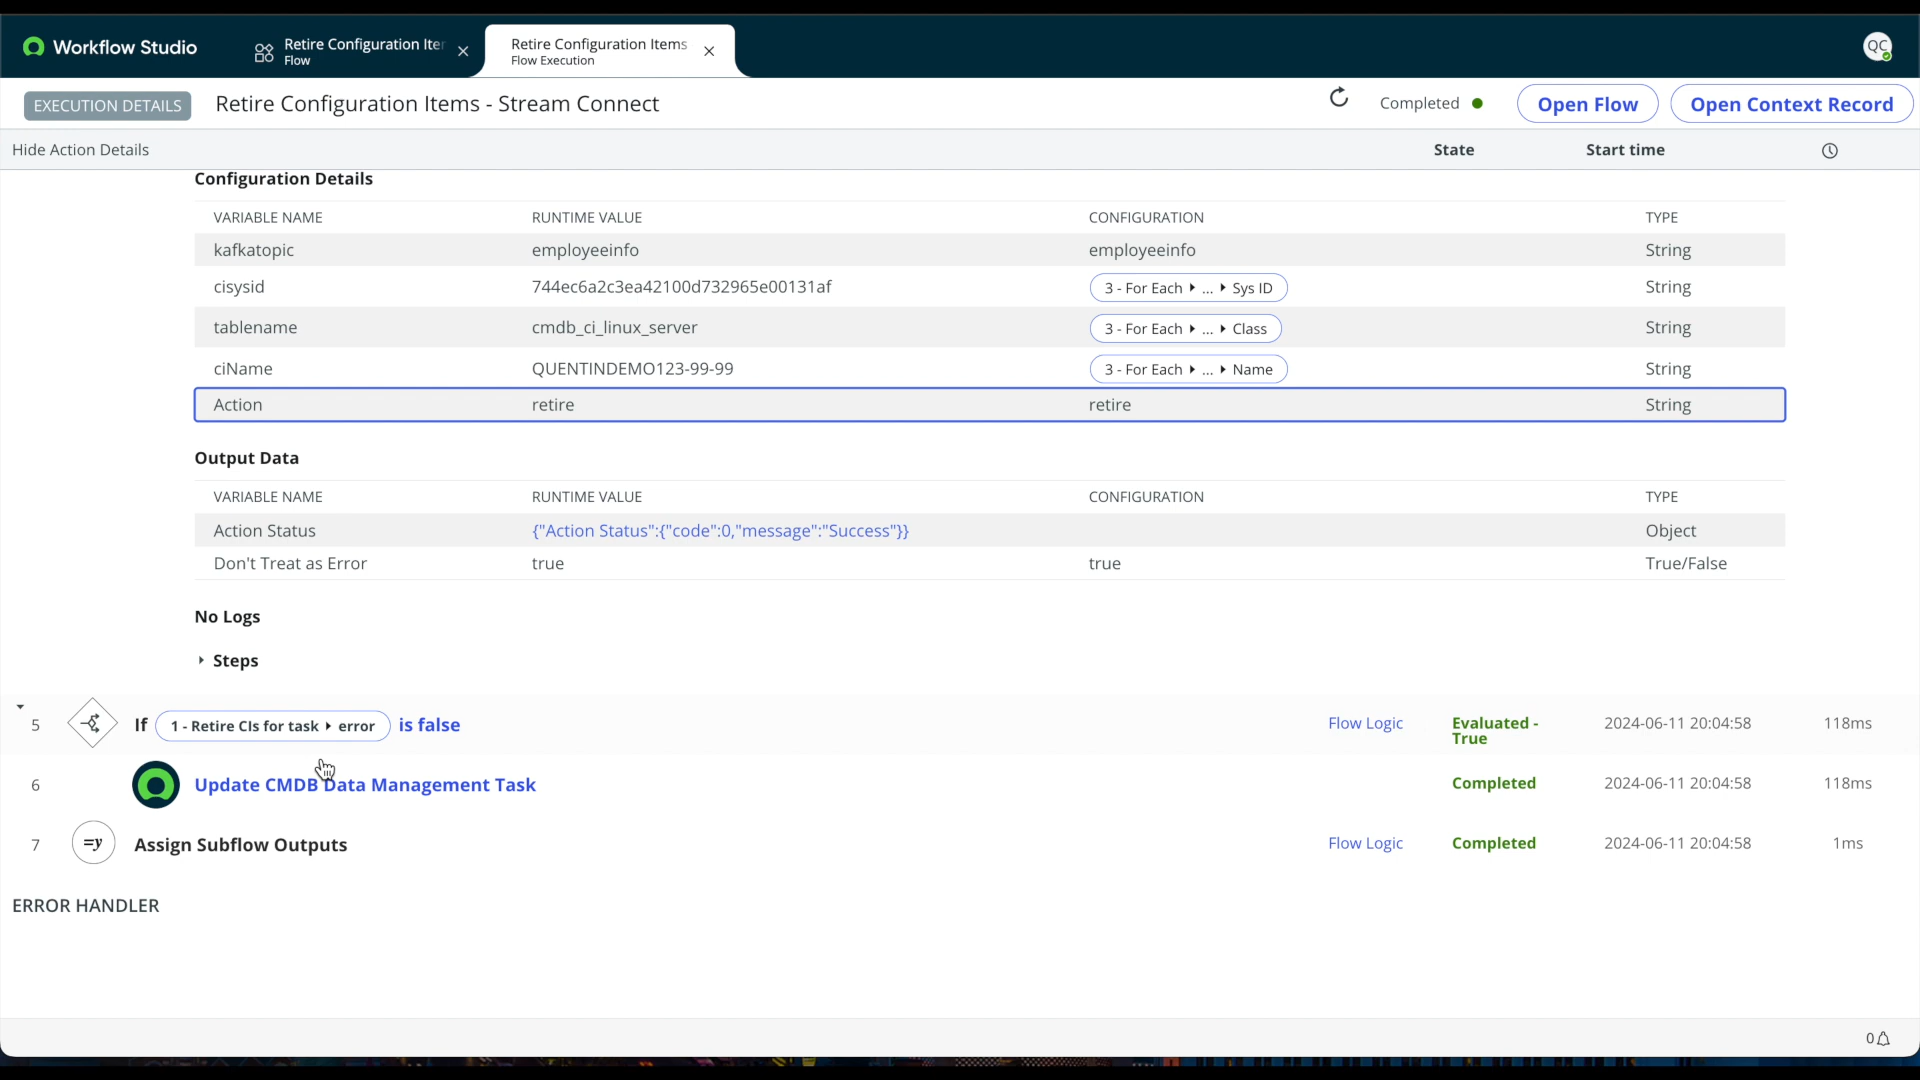 Workflow Studio
Retire Configuration Iter
Flow
Retire Configuration Items
Flow Execution
QC
EXECUTION DETAILS
Retire Configuration Items - Stream Connect
Completed
Open Flow
Open Context Record
Hide Action Details
State
Start time
Configuration Details
VARIABLE NAME RUNTIME VALUE CONFIGURATION TYPE
kafkatopic employeeinfo employeeinfo String
cisysid 744ec6a2c3ea42100d732965e00131af 3 - For Each ▸ ... ▸ Sys ID String
tablename cmdb_ci_linux_server 3 - For Each ▸ ... ▸ Class String
ciName QUENTINDEMO123-99-99 3 - For Each ▸ ... ▸ Name String
Action retire retire String
Output Data
VARIABLE NAME RUNTIME VALUE CONFIGURATION TYPE
Action Status {"Action Status":{"code":0,"message":"Success"}} Object
Don't Treat as Error true true True/False
No Logs
Steps
5 If 1 - Retire CIs for task ▸ error is false Flow Logic Evaluated - True 2024-06-11 20:04:58 118ms
6 Update CMDB Data Management Task Completed 2024-06-11 20:04:58 118ms
7 =y Assign Subflow Outputs Flow Logic Completed 2024-06-11 20:04:58 1ms
ERROR HANDLER
0